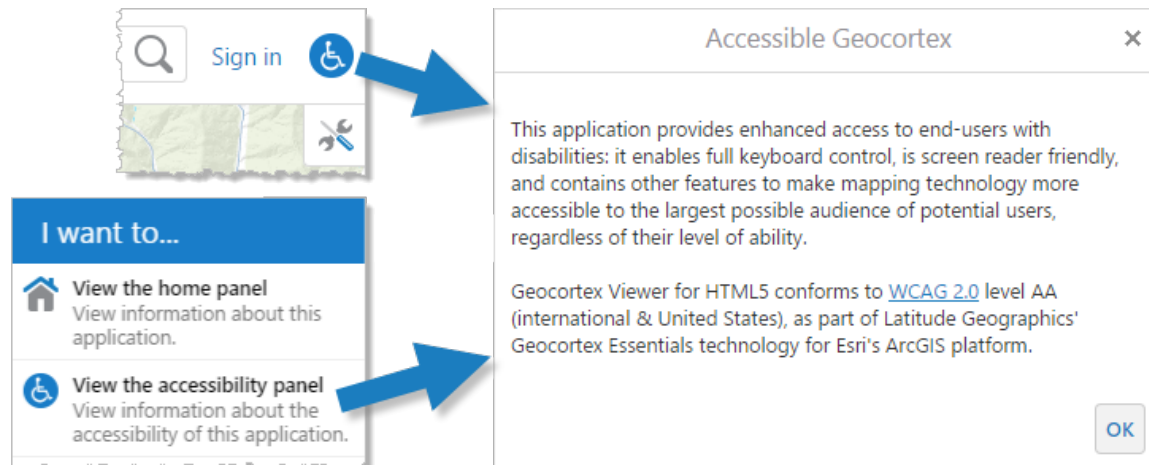 Sign in
I want to...
View the home panel
View information about this
application.
View the accessibility panel
View information about the
accessibility of this application.
Accessible Geocortex
This application provides enhanced access to end-users with
disabilities: it enables full keyboard control, is screen reader friendly,
and contains other features to make mapping technology more
accessible to the largest possible audience of potential users,
regardless of their level of ability.
Geocortex Viewer for HTML5 conforms to WCAG 2.0 level AA
(international & United States), as part of Latitude Geographics'
Geocortex Essentials technology for Esri's ArcGIS platform.
OK